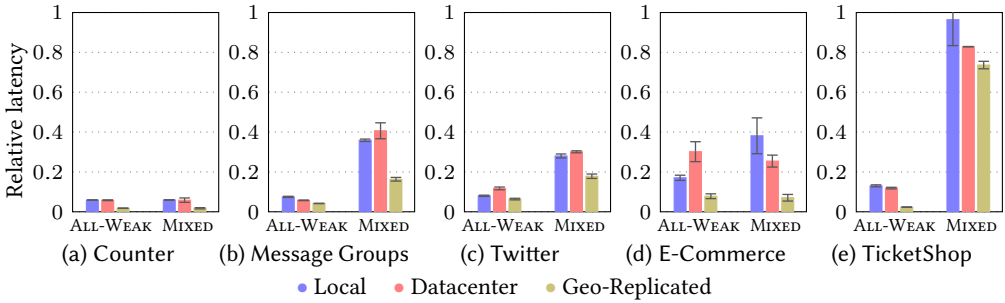 Relative latency
1
0.8
0.6
0.4
0.2
0
ALL-WEAK MIXED
(a) Counter
1
0.8
0.6
0.4
0.2
0
ALL-WEAK MIXED
(b) Message Groups
1
0.8
0.6
0.4
0.2
0
ALL-WEAK MIXED
(c) Twitter
1
0.8
0.6
0.4
0.2
0
ALL-WEAK MIXED
(d) E-Commerce
1
0.8
0.6
0.4
0.2
0
ALL-WEAK MIXED
(e) TicketShop
Local Datacenter Geo-Replicated